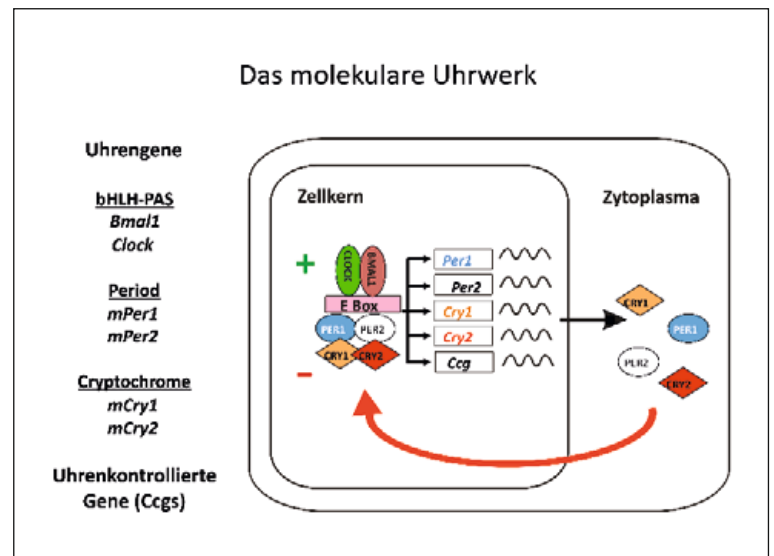 Das molekulare Uhrwerk
Uhrengene
bHLH-PAS
Bmal1
Clock
Period
mPer1
mPer2
Cryptochrome
mCry1
mCry2
Uhrenkontrollierte
Gene (Ccgs)
Zellkern
Zytoplasma
+
CLOCK
BMAL1
E Box
PER1
PER2
CRY1
CRY2
–
Per1
Per2
Cry1
Cry2
Ccg
CRY1
PER1
PER2
CRY2